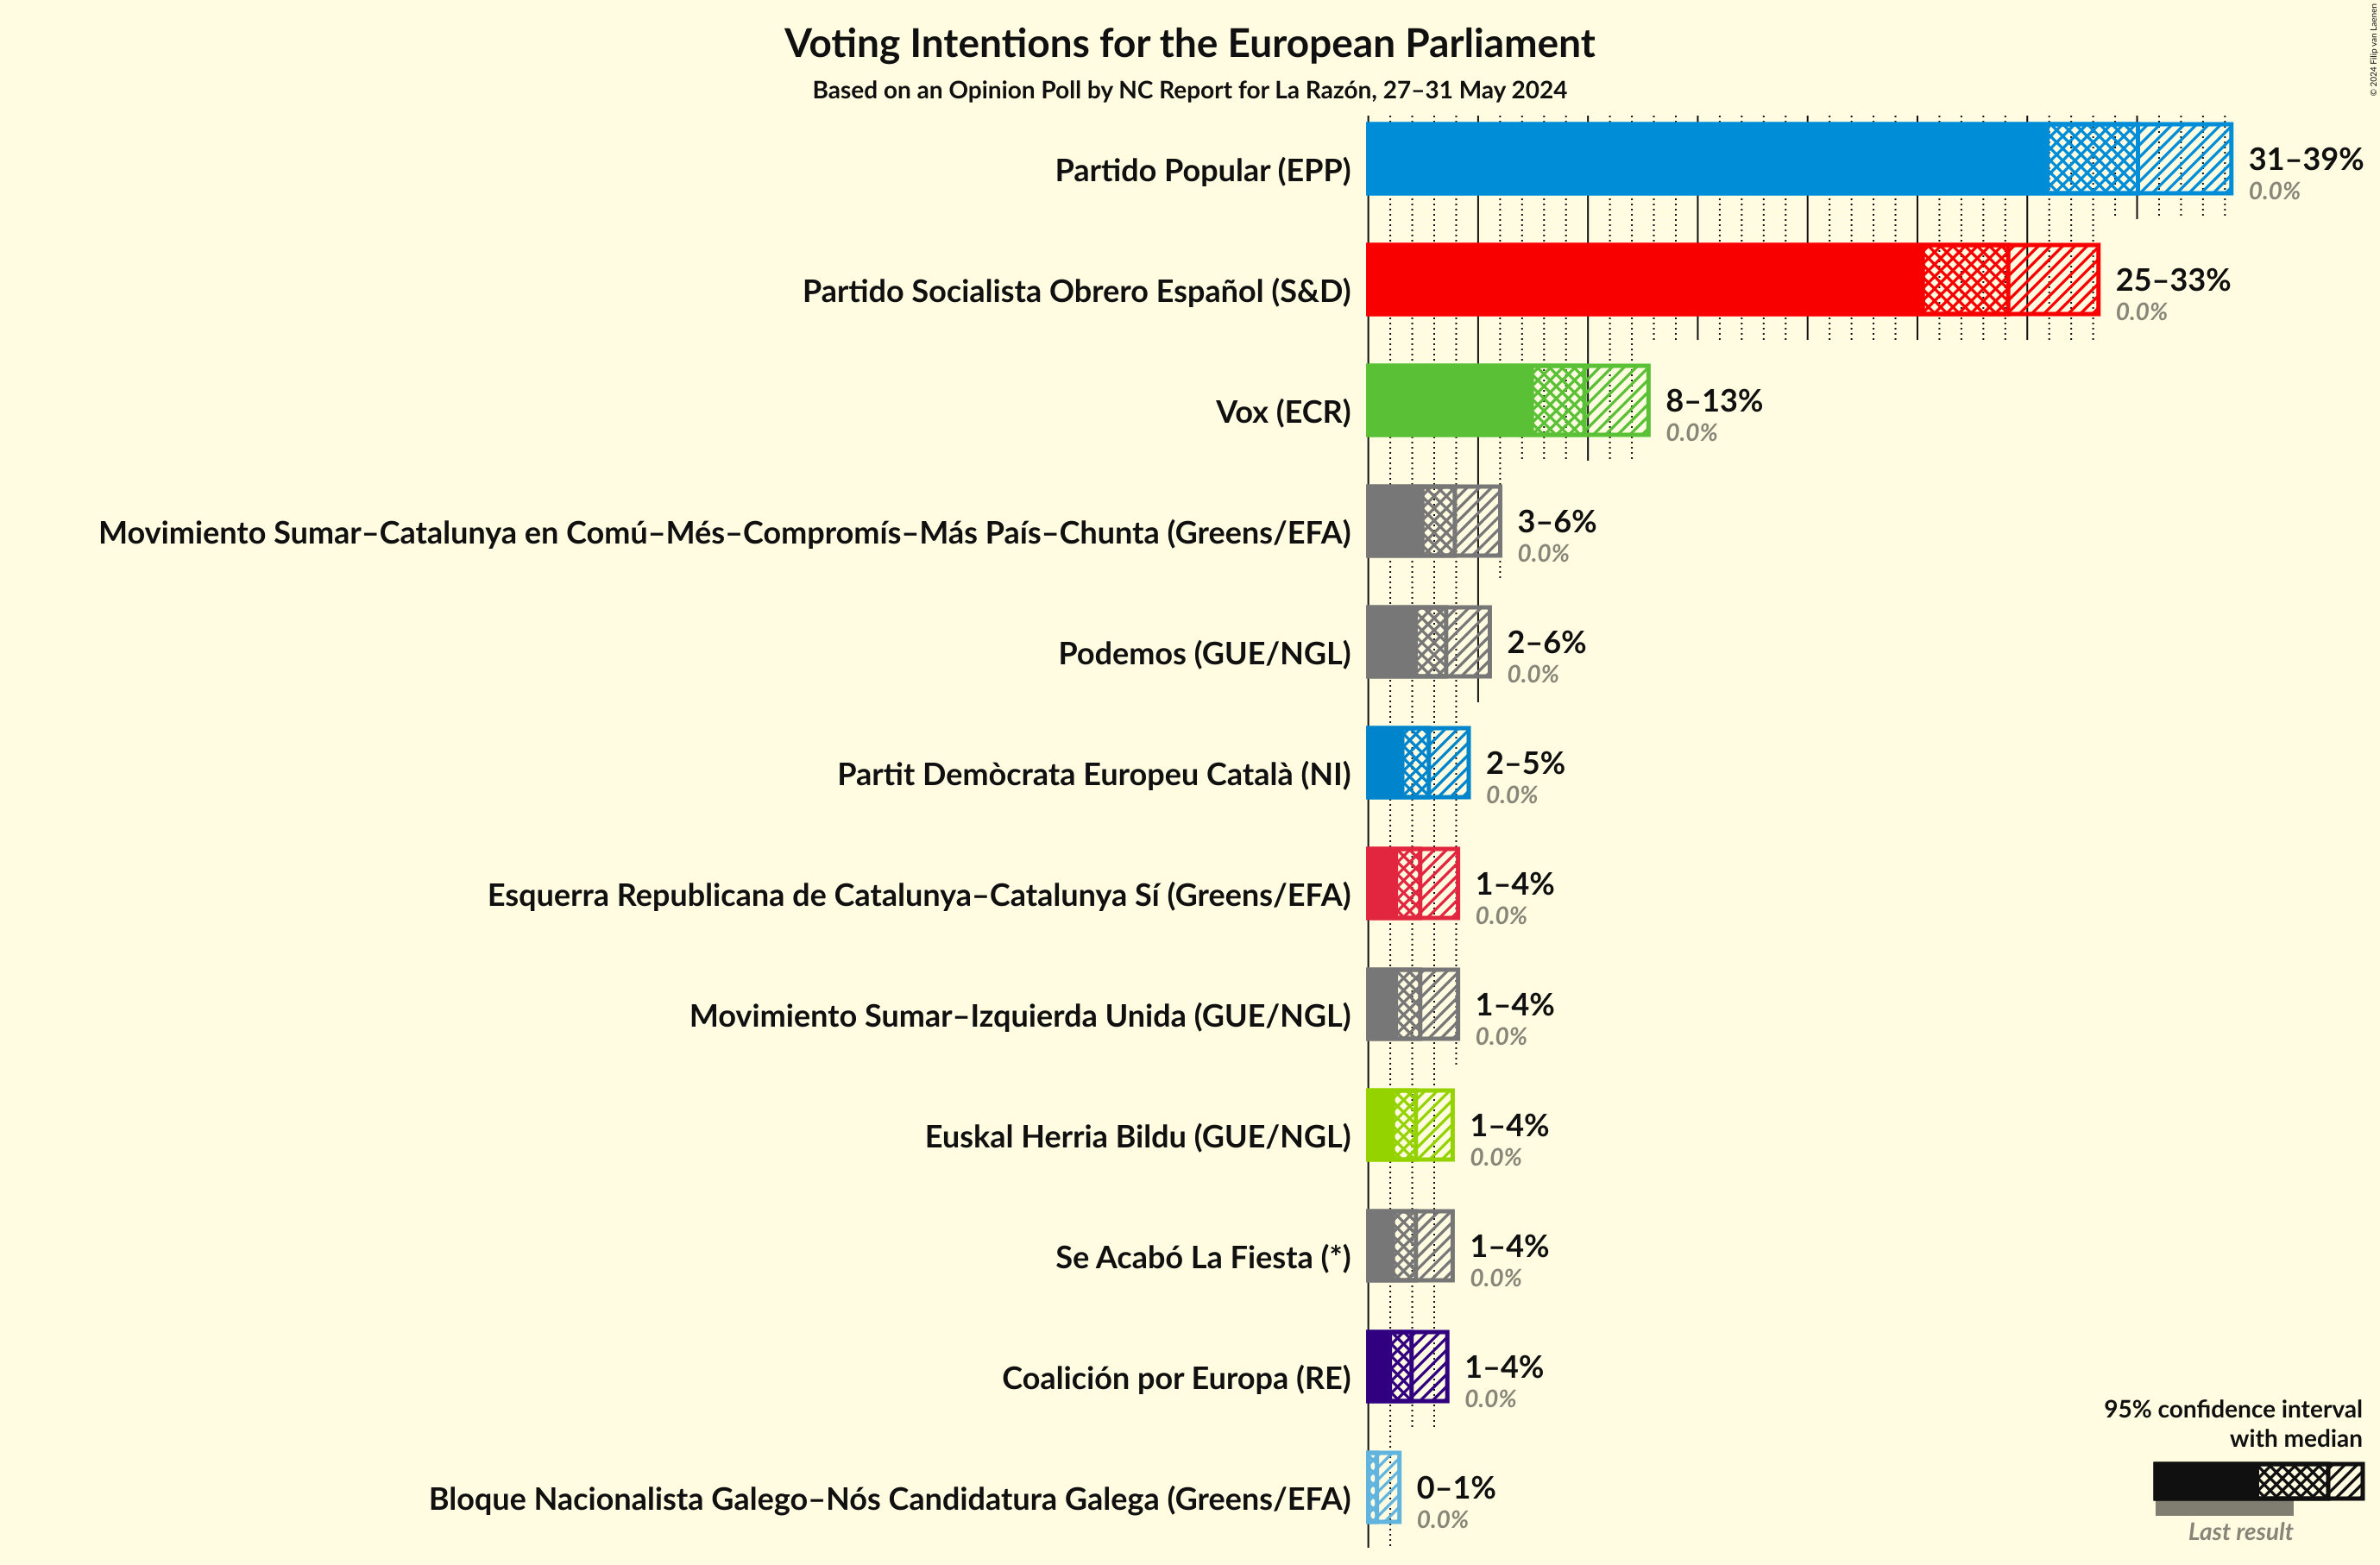 Voting Intentions for the European Parliament
Based on an Opinion Poll by NC Report for La Razón, 27–31 May 2024
© 2024 Filip van Laenen
Partido Popular (EPP)
31–39%
0.0%
Partido Socialista Obrero Español (S&D)
25–33%
0.0%
Vox (ECR)
8–13%
0.0%
Movimiento Sumar–Catalunya en Comú–Més–Compromís–Más País–Chunta (Greens/EFA)
3–6%
0.0%
Podemos (GUE/NGL)
2–6%
0.0%
Partit Demòcrata Europeu Català (NI)
2–5%
0.0%
Esquerra Republicana de Catalunya–Catalunya Sí (Greens/EFA)
1–4%
0.0%
Movimiento Sumar–Izquierda Unida (GUE/NGL)
1–4%
0.0%
Euskal Herria Bildu (GUE/NGL)
1–4%
0.0%
Se Acabó La Fiesta (*)
1–4%
0.0%
Coalición por Europa (RE)
1–4%
0.0%
Bloque Nacionalista Galego–Nós Candidatura Galega (Greens/EFA)
0–1%
0.0%
95% confidence interval
with median
Last result